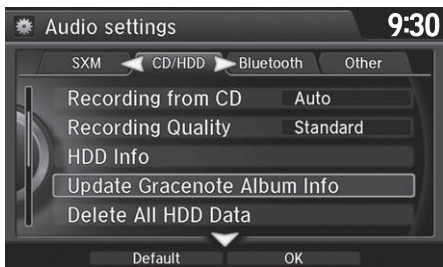 Audio settings 9:30
SXM CD/HDD Bluetooth Other
Recording from CD Auto
Recording Quality Standard
HDD Info
Update Gracenote Album Info
Delete All HDD Data
Default OK